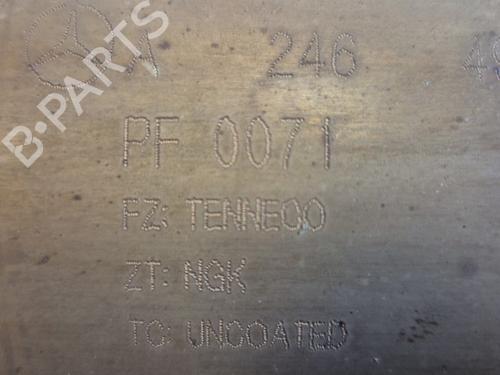 A 246 49
PF 0071
FZ: TENNECO
ZT: NGK
TC: UNCOATED
B-PARTS